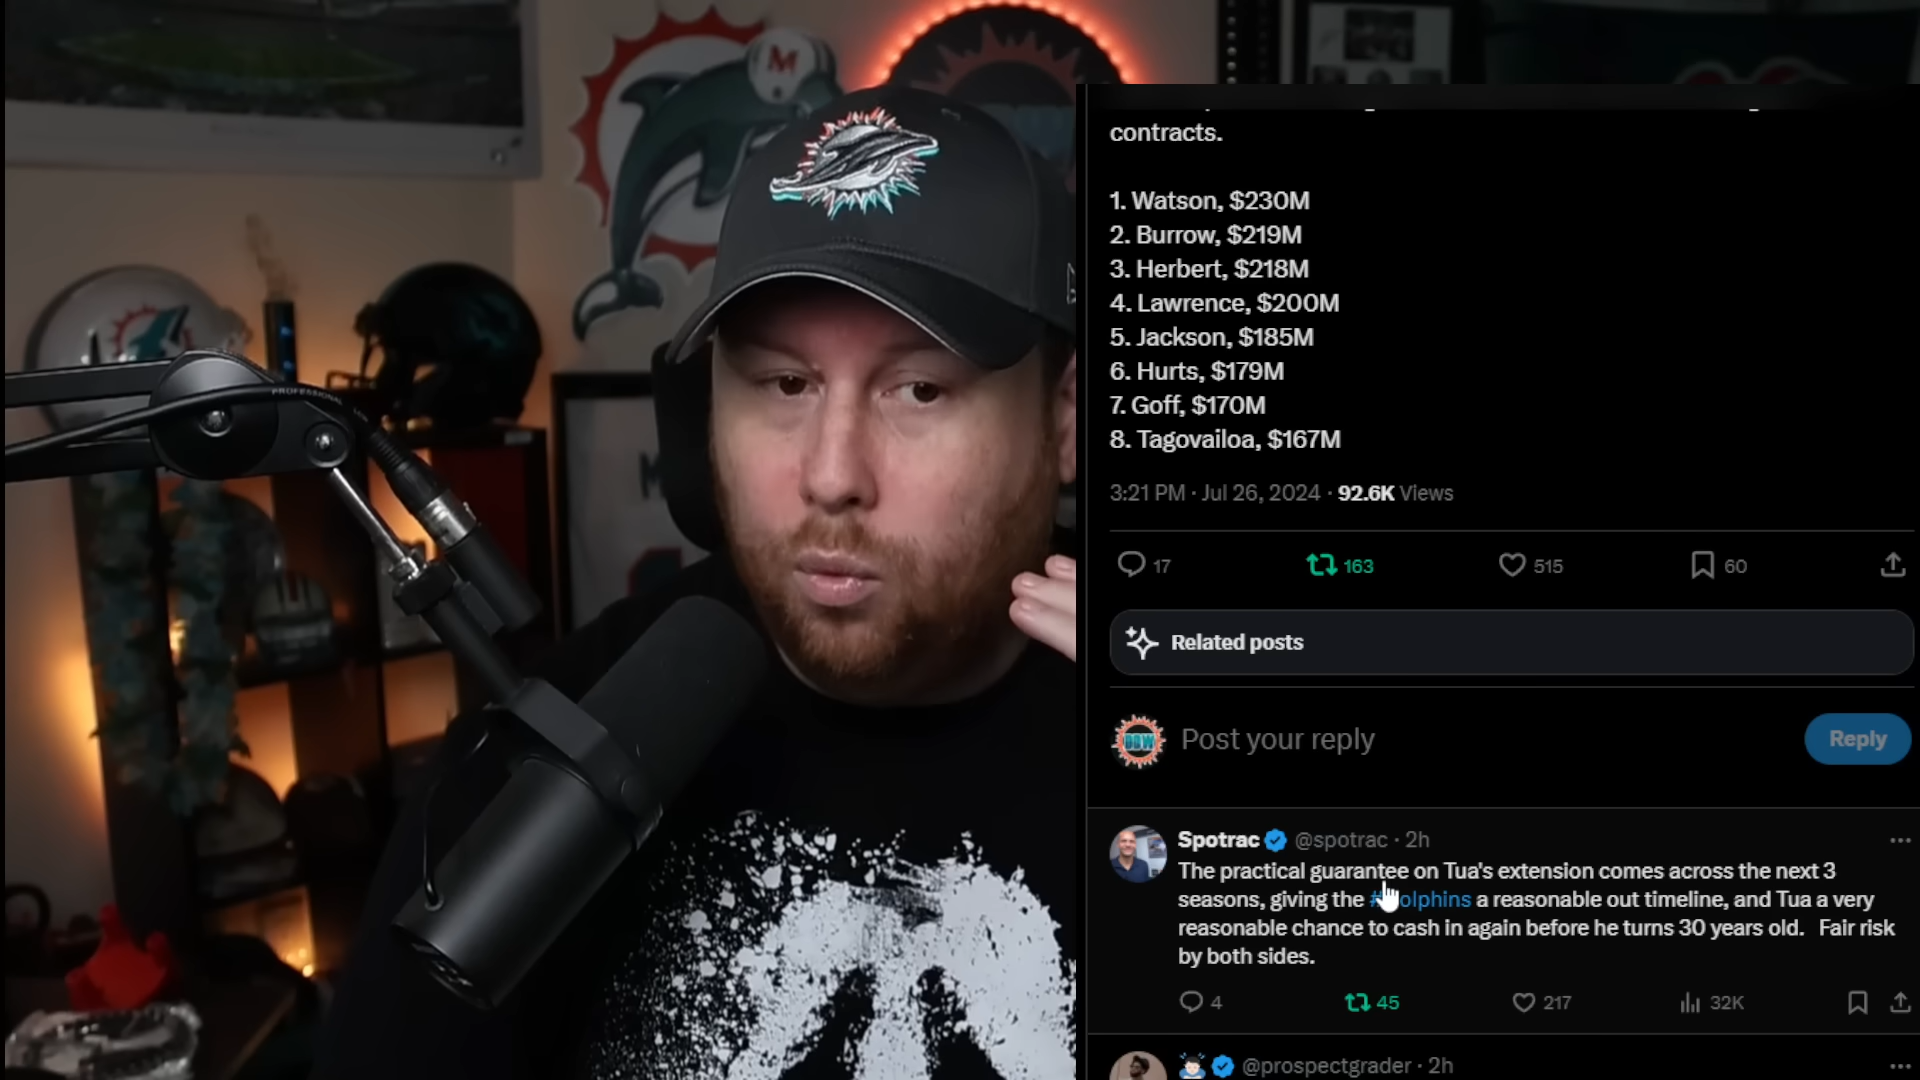 M
PROFESSIONAL
contracts.
1. Watson, $230M
2. Burrow, $219M
3. Herbert, $218M
4. Lawrence, $200M
5. Jackson, $185M
6. Hurts, $179M
7. Goff, $170M
8. Tagovailoa, $167M
3:21 PM · Jul 26, 2024 · 92.6K Views
17 163 515 60
Related posts
DBW
Post your reply
Reply
Spotrac @spotrac · 2h
The practical guarantee on Tua's extension comes across the next 3
seasons, giving the olphins a reasonable out timeline, and Tua a very
reasonable chance to cash in again before he turns 30 years old. Fair risk
by both sides.
4 45 217 32K
@prospectgrader · 2h